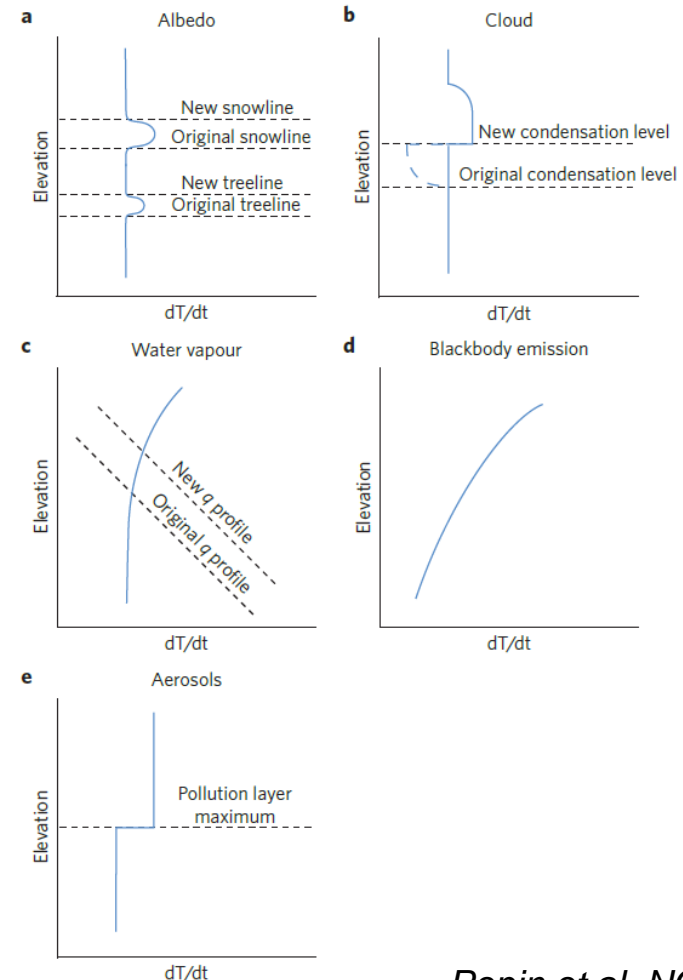 a
Albedo
Elevation
New snowline
Original snowline
New treeline
Original treeline
dT/dt
b
Cloud
Elevation
New condensation level
Original condensation level
dT/dt
c
Water vapour
Elevation
New q profile
Original q profile
dT/dt
d
Blackbody emission
Elevation
dT/dt
e
Aerosols
Elevation
Pollution layer
maximum
dT/dt
et al